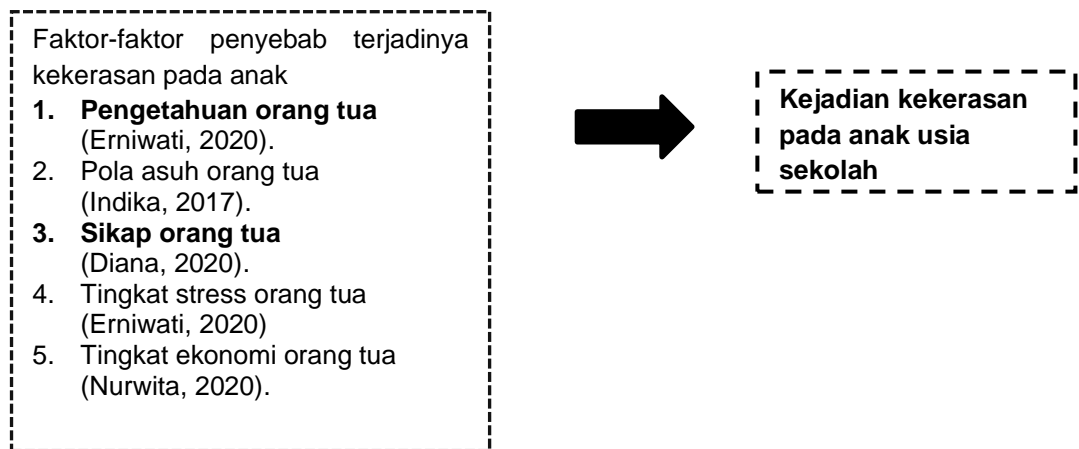 Faktor-faktor penyebab terjadinya
kekerasan pada anak
1. Pengetahuan orang tua
(Erniwati, 2020).
2. Pola asuh orang tua
(Indika, 2017).
3. Sikap orang tua
(Diana, 2020).
4. Tingkat stress orang tua
(Erniwati, 2020)
5. Tingkat ekonomi orang tua
(Nurwita, 2020).
Kejadian kekerasan
pada anak usia
sekolah